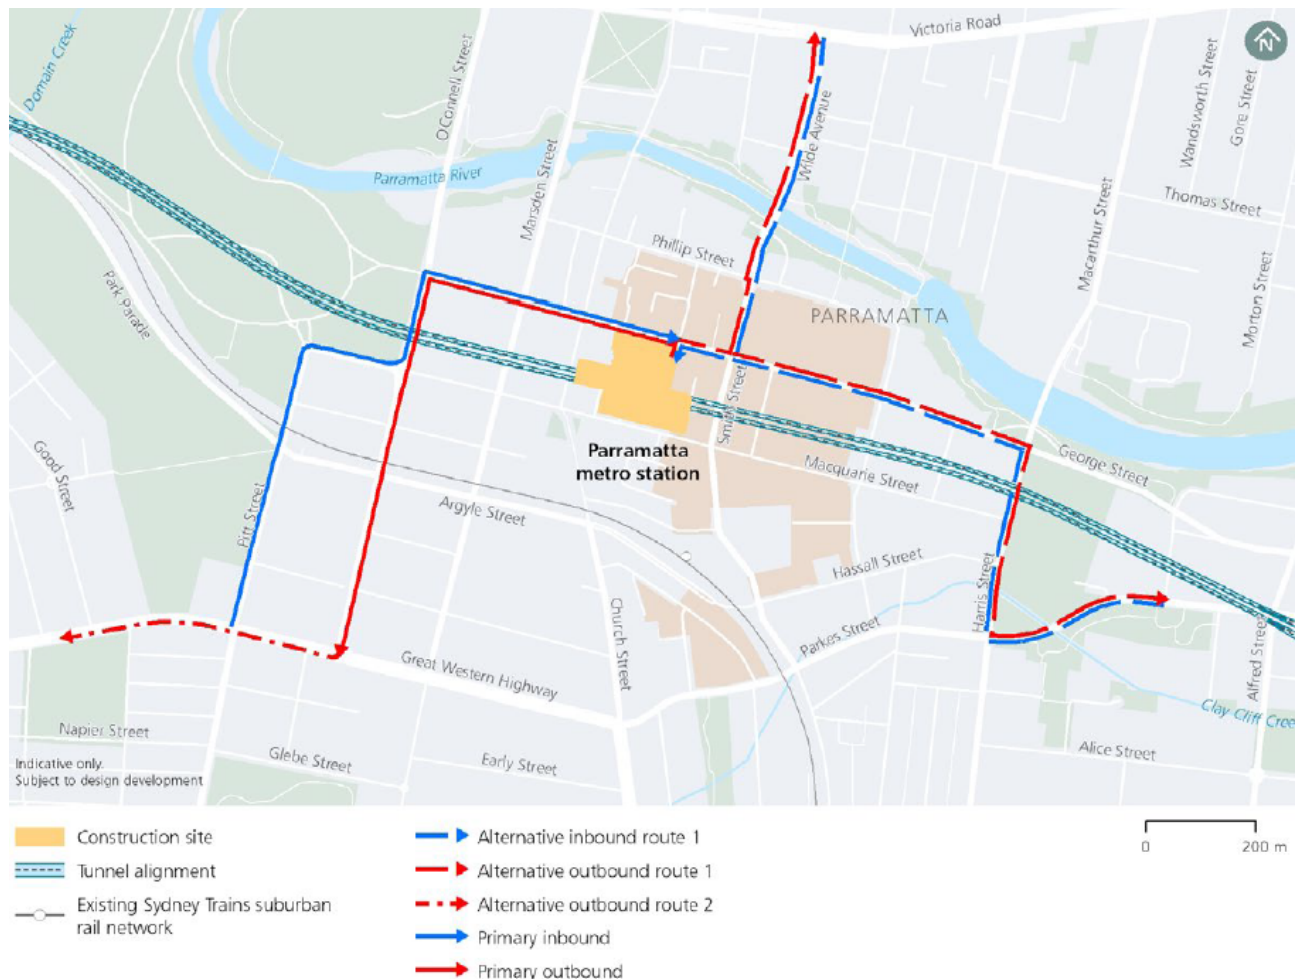 Victoria Road
N
Domain Creek
OConnell Street
Wandsworth Street
Gore Street
Wilde Avenue
Marsden Street
Parramatta River
Thomas Street
Macarthur Street
Phillip Street
Morton Street
Park Parade
PARRAMATTA
Smith Street
Parramatta
metro station
Good Street
George Street
Macquarie Street
Argyle Street
Pitt Street
Hassall Street
Harris Street
Church Street
Parkes Street
Alfred Street
Great Western Highway
Clay Cliff Cree
Napier Street
Glebe Street
Early Street
Alice Street
Indicative only.
Subject to design development
Construction site
Tunnel alignment
Existing Sydney Trains suburban
rail network
Alternative inbound route 1
Alternative outbound route 1
Alternative outbound route 2
Primary inbound
Primary outbound
0 200 m